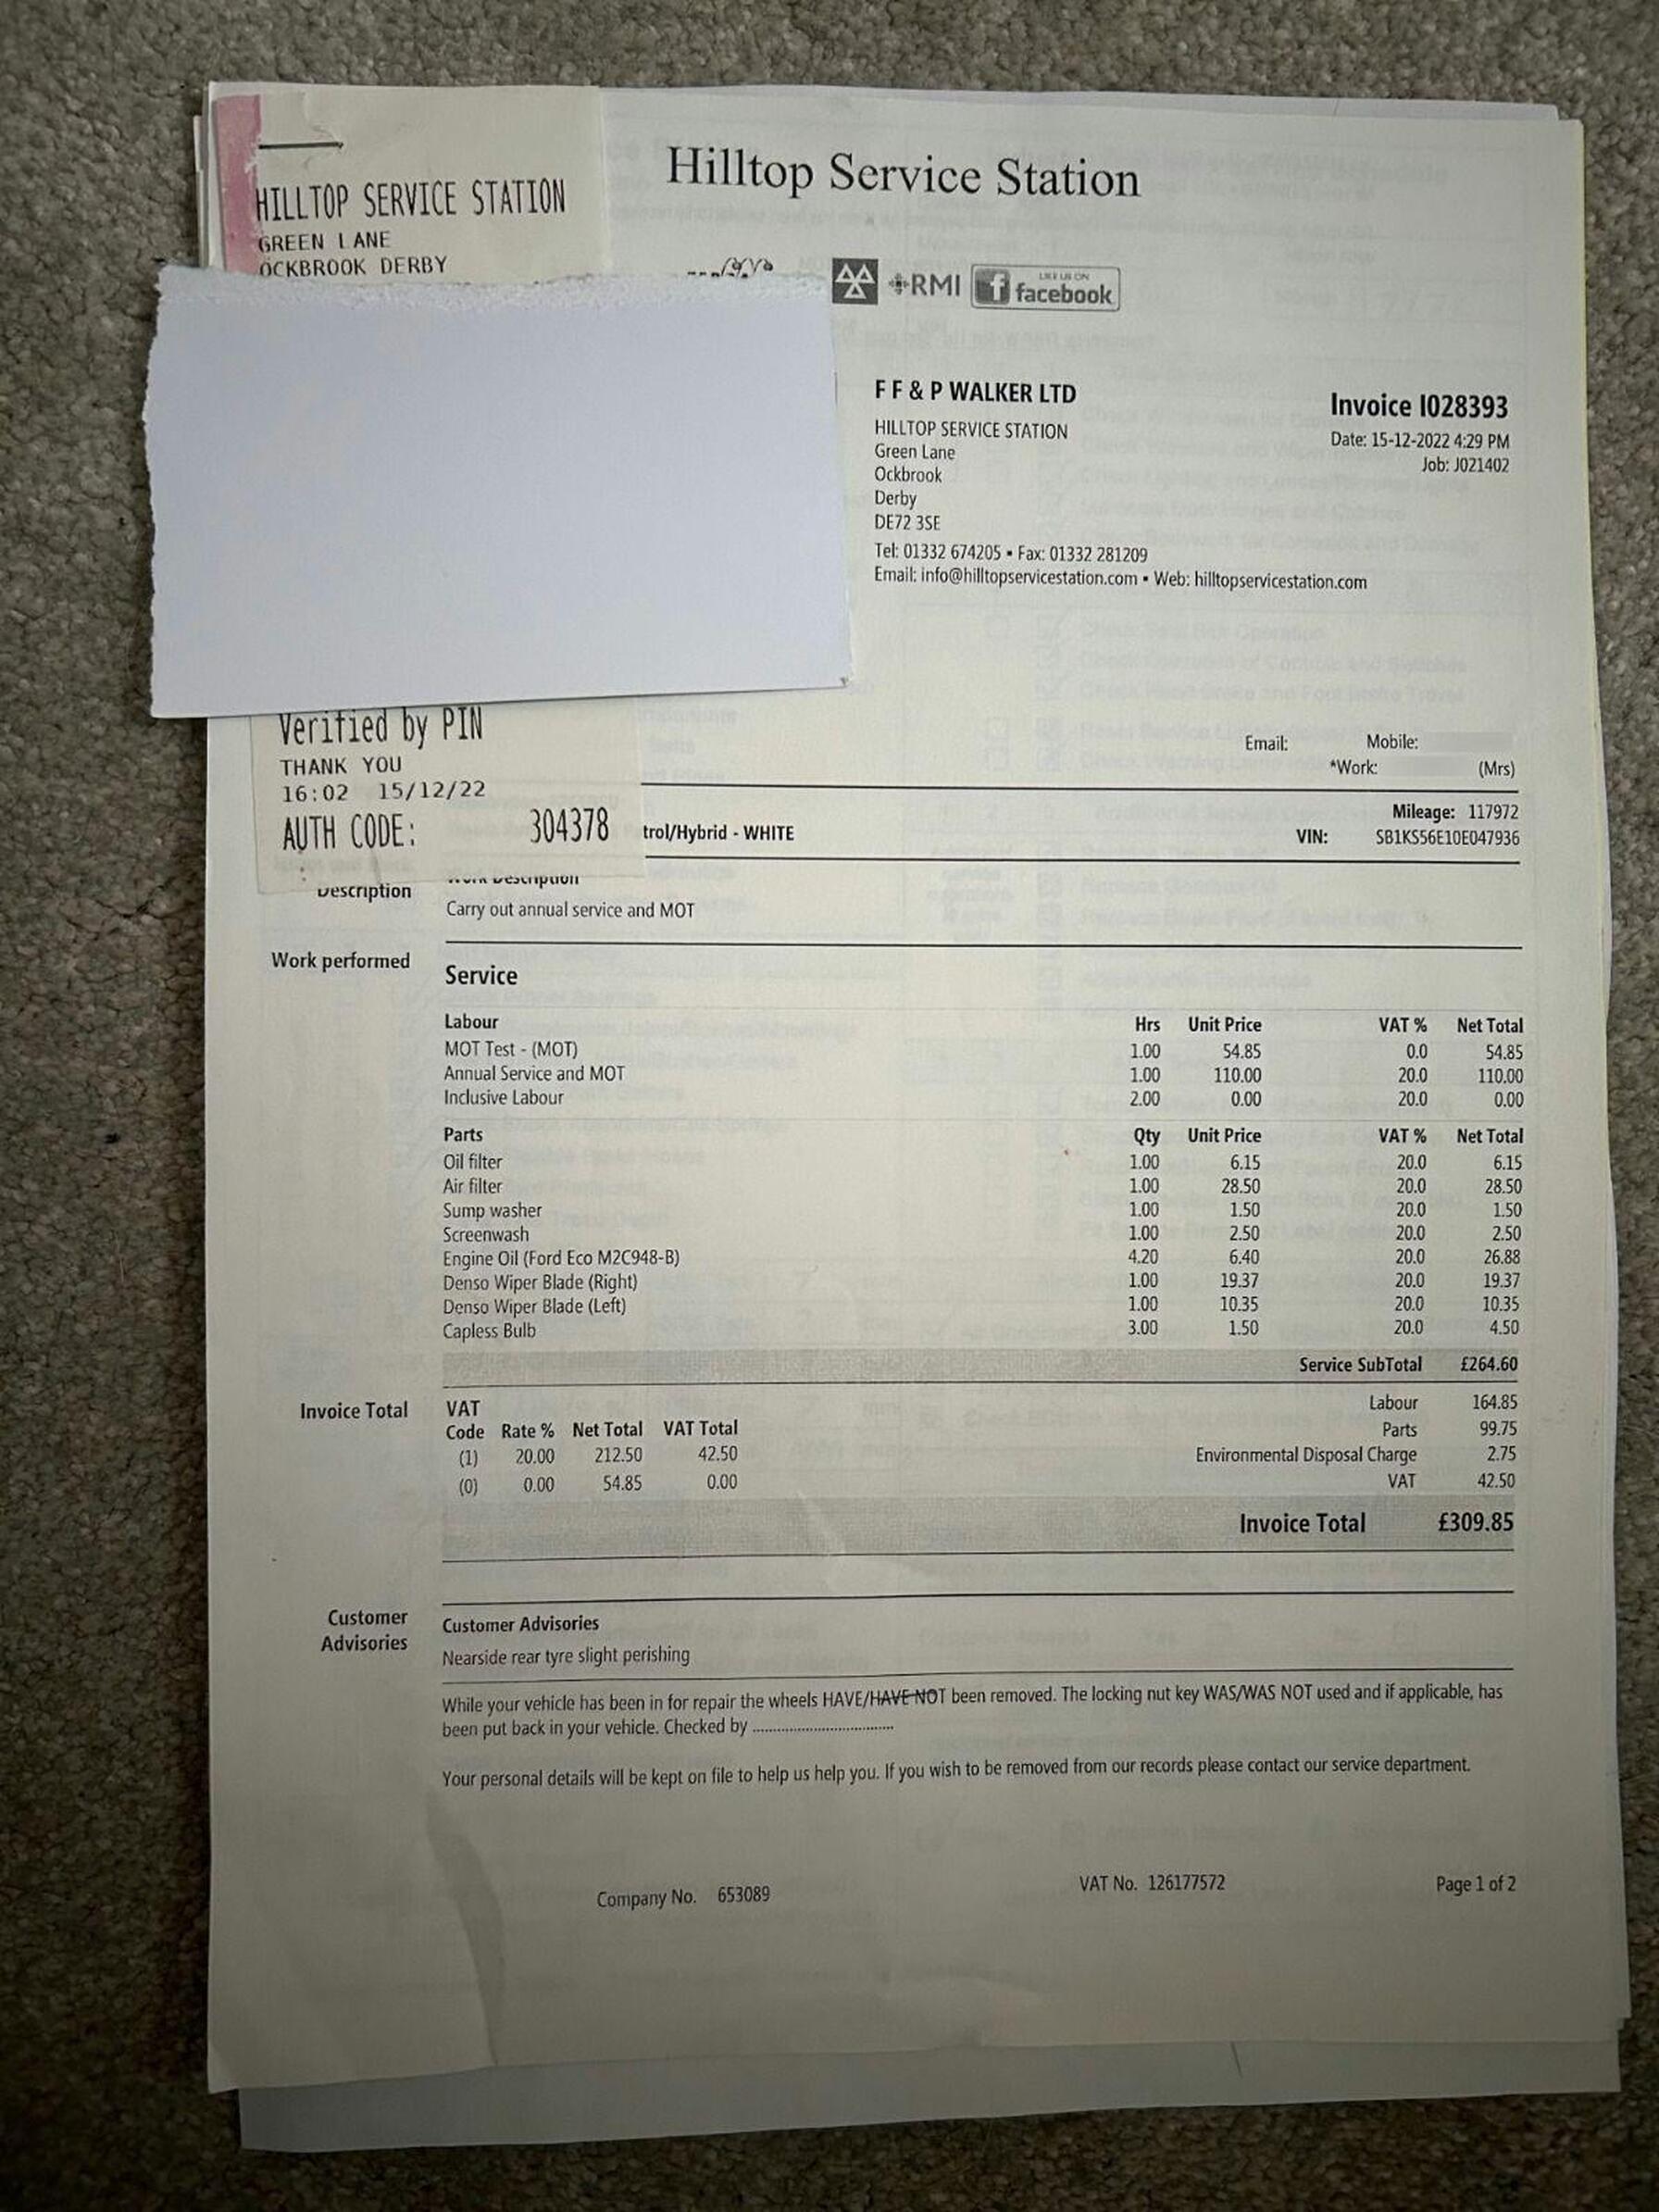 HILLTOP SERVICE STATION
GREEN LANE
OCKBROOK DERBY
Hilltop Service Station
RMI
LIKE US ON
f facebook
F F & P WALKER LTD
HILLTOP SERVICE STATION
Green Lane
Ockbrook
Derby
DE72 3SE
Tel: 01332 674205 ▪ Fax: 01332 281209
Email: info@hilltopservicestation.com ▪ Web: hilltopservicestation.com
Invoice I028393
Date: 15-12-2022 4:29 PM
Job: J021402
Verified by PIN
THANK YOU
16:02 15/12/22
AUTH CODE: 304378
Email: Mobile:
*Work: (Mrs)
Mileage: 117972
trol/Hybrid - WHITE VIN: SB1KS56E10E047936
Description Work Description
Carry out annual service and MOT
Work performed
Service
Labour Hrs Unit Price VAT % Net Total
MOT Test - (MOT) 1.00 54.85 0.0 54.85
Annual Service and MOT 1.00 110.00 20.0 110.00
Inclusive Labour 2.00 0.00 20.0 0.00
Parts Qty Unit Price VAT % Net Total
Oil filter 1.00 6.15 20.0 6.15
Air filter 1.00 28.50 20.0 28.50
Sump washer 1.00 1.50 20.0 1.50
Screenwash 1.00 2.50 20.0 2.50
Engine Oil (Ford Eco M2C948-B) 4.20 6.40 20.0 26.88
Denso Wiper Blade (Right) 1.00 19.37 20.0 19.37
Denso Wiper Blade (Left) 1.00 10.35 20.0 10.35
Capless Bulb 3.00 1.50 20.0 4.50
Service SubTotal £264.60
Invoice Total
VAT
Code Rate % Net Total VAT Total
(1) 20.00 212.50 42.50
(0) 0.00 54.85 0.00
Labour 164.85
Parts 99.75
Environmental Disposal Charge 2.75
VAT 42.50
Invoice Total £309.85
Customer Advisories
Customer Advisories
Nearside rear tyre slight perishing
While your vehicle has been in for repair the wheels HAVE/HAVE NOT been removed. The locking nut key WAS/WAS NOT used and if applicable, has
been put back in your vehicle. Checked by ....................................
Your personal details will be kept on file to help us help you. If you wish to be removed from our records please contact our service department.
Company No. 653089 VAT No. 126177572 Page 1 of 2